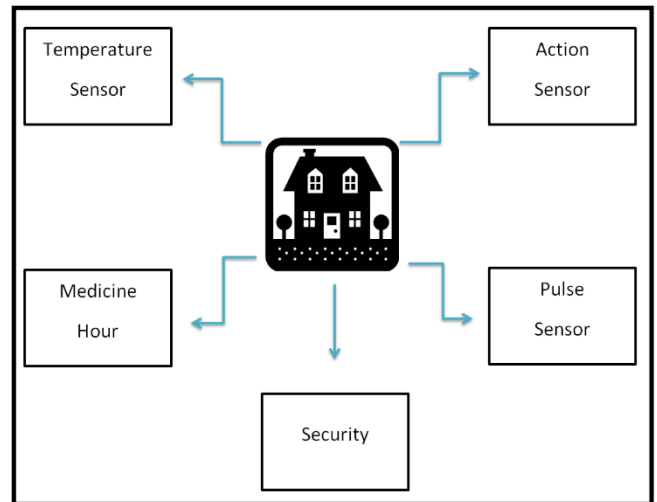 Temperature
Sensor
Action
Sensor
Medicine
Hour
Pulse
Sensor
Security